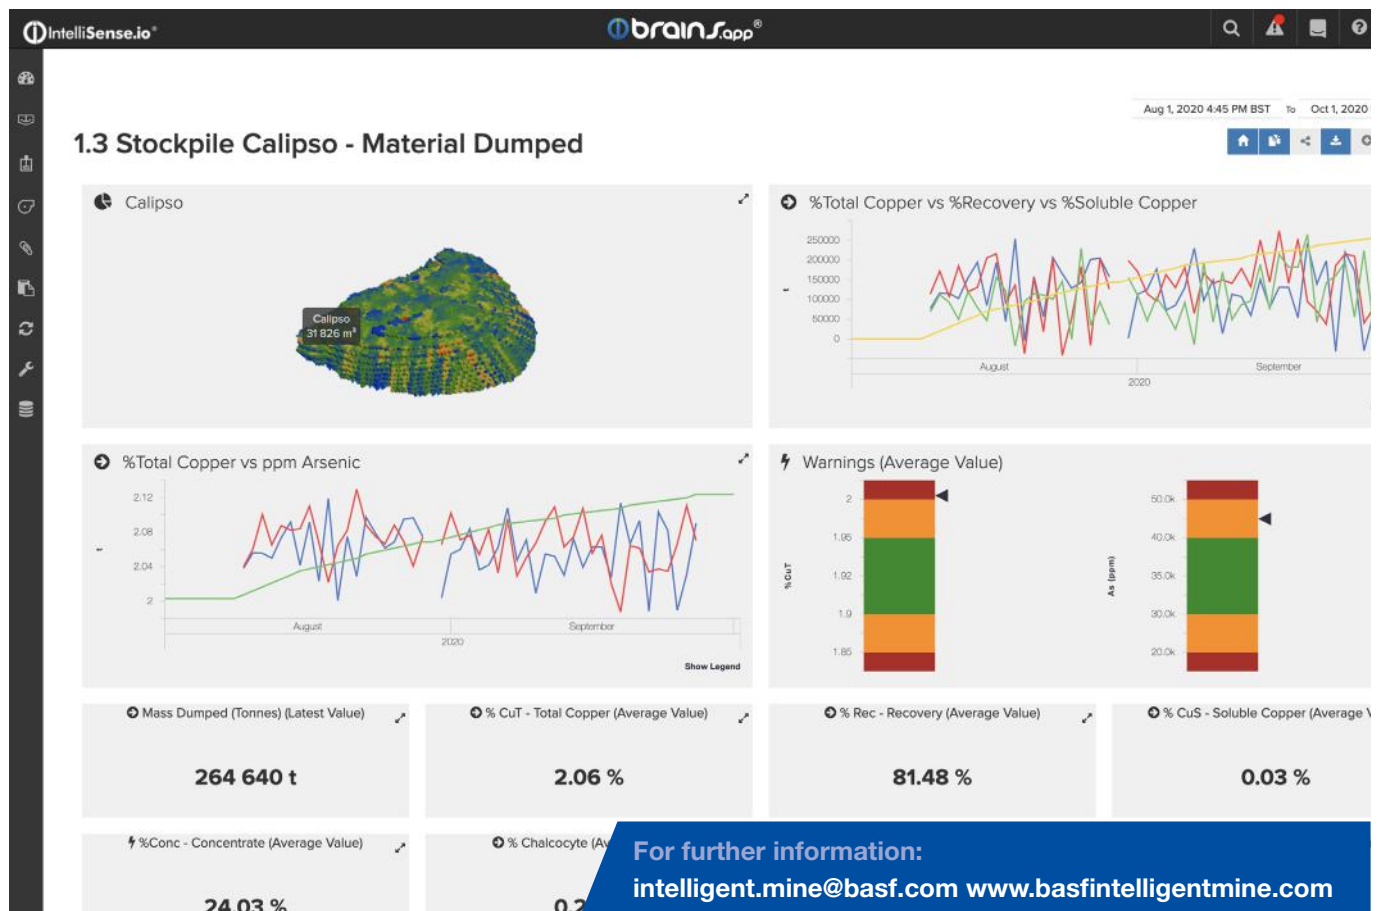 IntelliSense.io®
brains.app®
Aug 1, 2020 4:45 PM BST To Oct 1, 2020
1.3 Stockpile Calipso - Material Dumped
Calipso
Calipso
31 826 m³
%Total Copper vs %Recovery vs %Soluble Copper
250000
200000
150000
100000
50000
0
t
August
September
2020
%Total Copper vs ppm Arsenic
2.12
2.08
2.04
2
t
August
September
2020
Show Legend
Warnings (Average Value)
2
1.95
1.92
1.9
1.85
%CuT
50.0k
40.0k
35.0k
30.0k
20.0k
As (ppm)
Mass Dumped (Tonnes) (Latest Value)
264 640 t
% CuT - Total Copper (Average Value)
2.06 %
% Rec - Recovery (Average Value)
81.48 %
% CuS - Soluble Copper (Average
0.03 %
%Conc - Concentrate (Average Value)
24.03 %
% Chalcocyte (Av
0.2
For further information:
intelligent.mine@basf.com www.basfintelligentmine.com